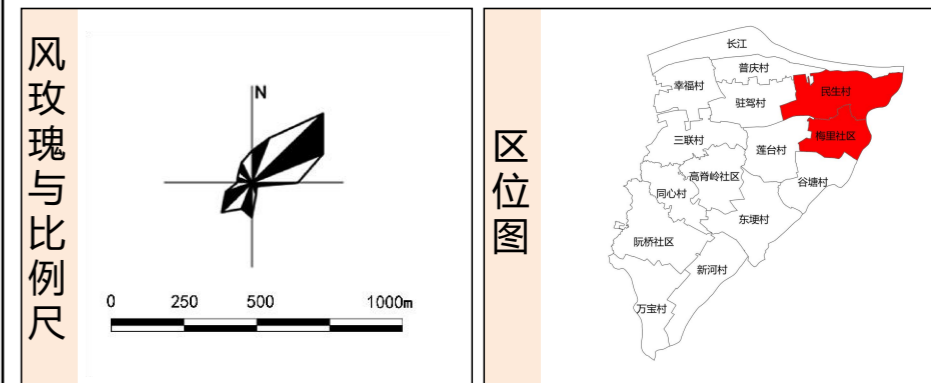 风玫瑰与比例尺
N
0 250 500 1000m
区位图
长江
普庆村
幸福村
民生村
驻驾村
梅里社区
三联村
莲台村
高脊岭社区
谷塘村
同心村
东埂村
阮桥社区
新河村
万宝村